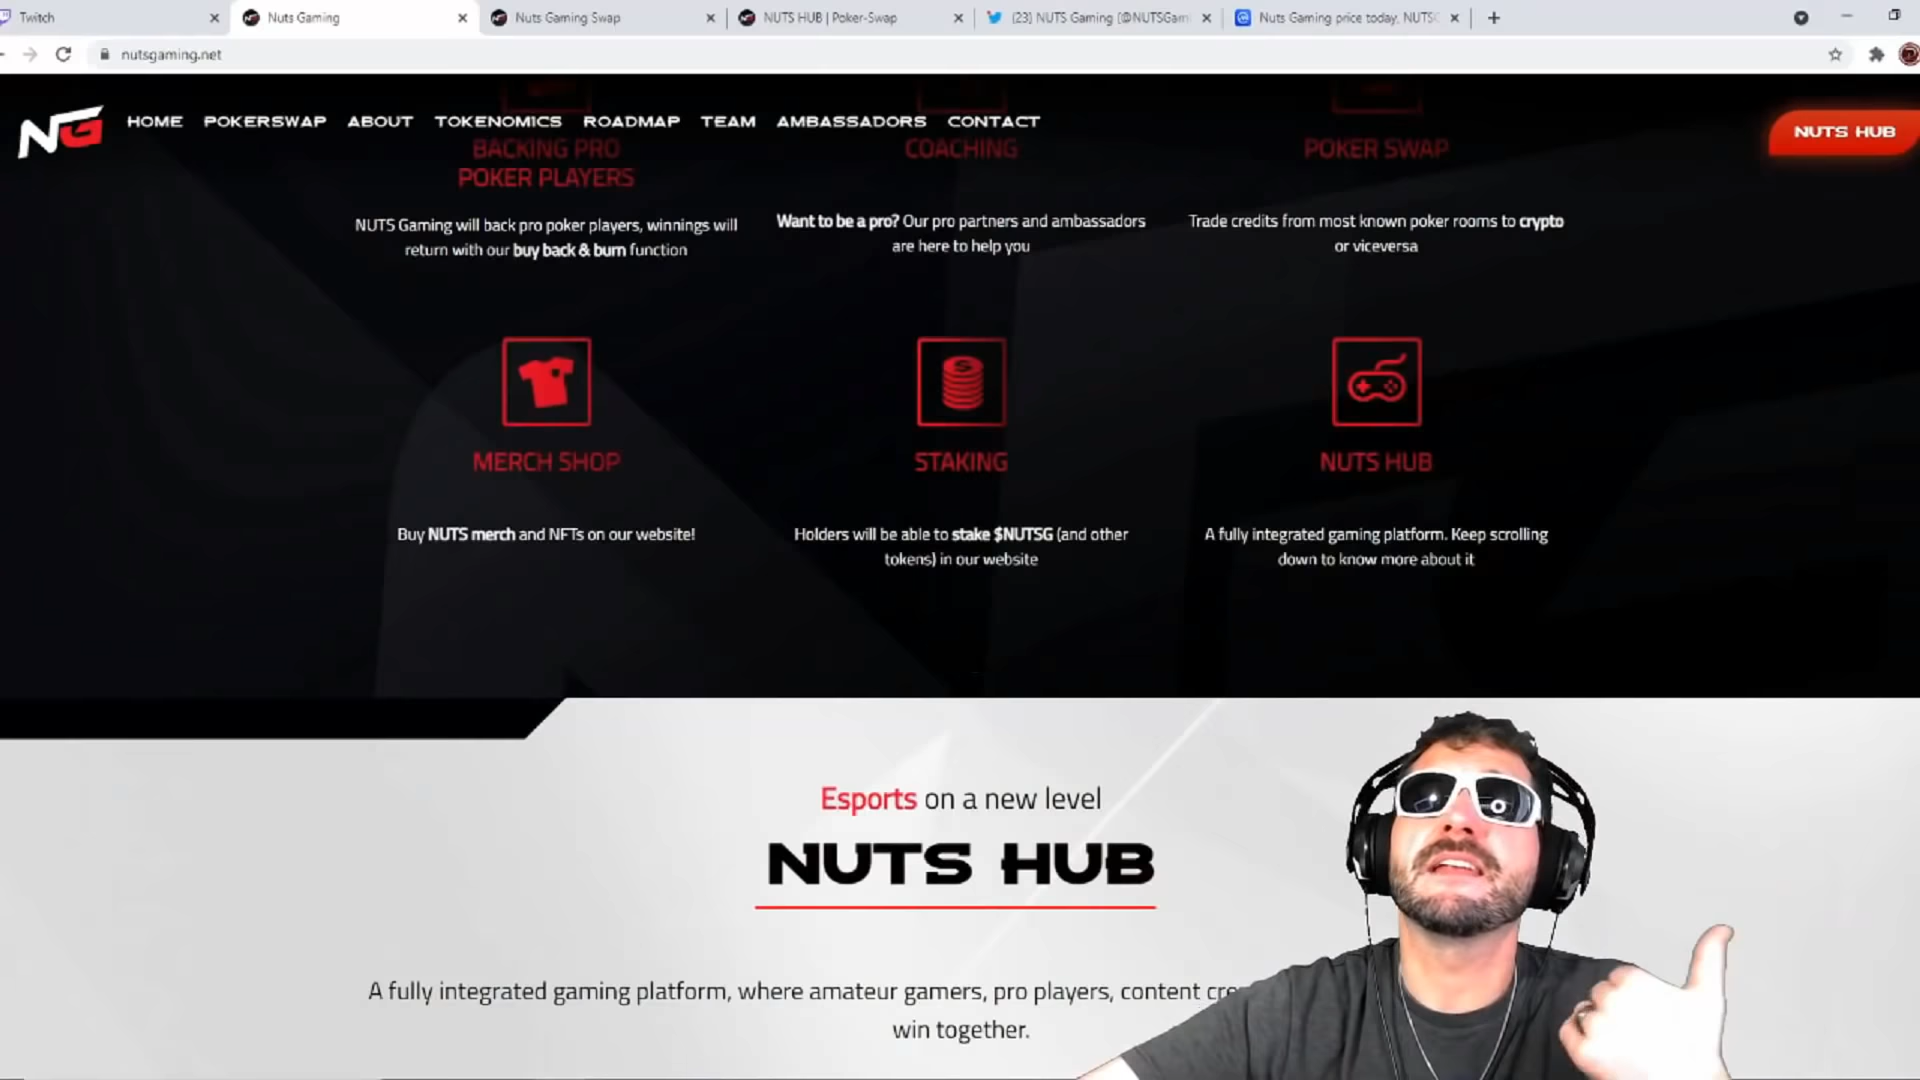 Twitch
Nuts Gaming
Nuts Gaming Swap
NUTS HUB | Poker-Swap
(23) NUTS Gaming (@NUTSGam
Nuts Gaming price today, NUTSG
nutsgaming.net
NG
HOME
POKERSWAP
ABOUT
TOKENOMICS
ROADMAP
TEAM
AMBASSADORS
CONTACT
NUTS HUB
BACKING PRO
POKER PLAYERS
NUTS Gaming will back pro poker players, winnings will
return with our buy back & burn function
COACHING
Want to be a pro? Our pro partners and ambassadors
are here to help you
POKER SWAP
Trade credits from most known poker rooms to crypto
or viceversa
MERCH SHOP
Buy NUTS merch and NFTs on our website!
STAKING
Holders will be able to stake $NUTSG (and other
tokens) in our website
NUTS HUB
A fully integrated gaming platform. Keep scrolling
down to know more about it
Esports on a new level
NUTS HUB
A fully integrated gaming platform, where amateur gamers, pro players, content cre
win together.